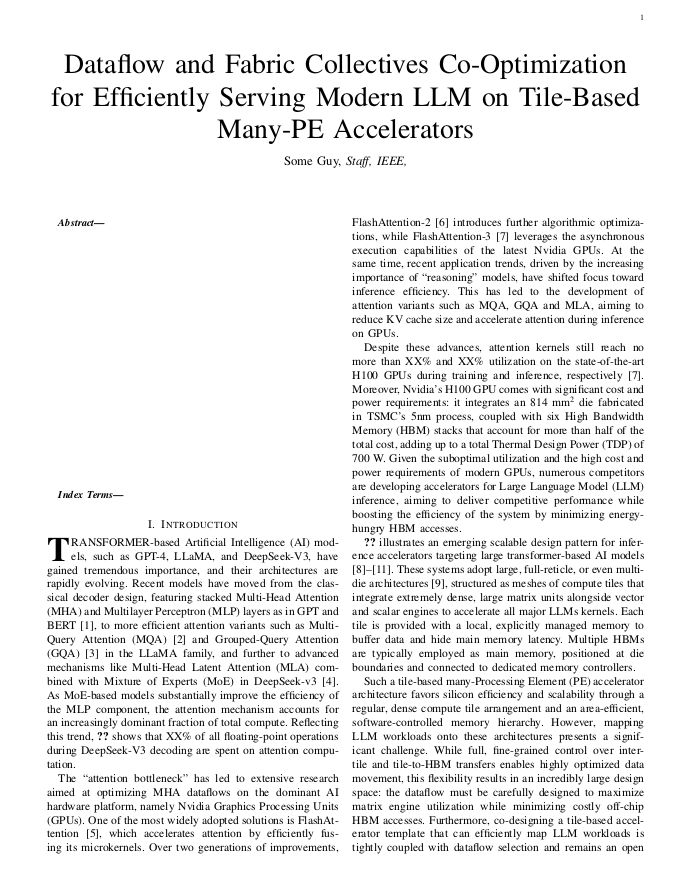 1
Dataflow and Fabric Collectives Co-Optimization
for Efficiently Serving Modern LLM on Tile-Based
Many-PE Accelerators
Some Guy, Staff, IEEE,
Abstract—
Index Terms—
I. INTRODUCTION
TRANSFORMER-based Artificial Intelligence (AI) mod-
els, such as GPT-4, LLaMA, and DeepSeek-V3, have
gained tremendous importance, and their architectures are
rapidly evolving. Recent models have moved from the clas-
sical decoder design, featuring stacked Multi-Head Attention
(MHA) and Multilayer Perceptron (MLP) layers as in GPT and
BERT [1], to more efficient attention variants such as Multi-
Query Attention (MQA) [2] and Grouped-Query Attention
(GQA) [3] in the LLaMA family, and further to advanced
mechanisms like Multi-Head Latent Attention (MLA) com-
bined with Mixture of Experts (MoE) in DeepSeek-v3 [4].
As MoE-based models substantially improve the efficiency of
the MLP component, the attention mechanism accounts for
an increasingly dominant fraction of total compute. Reflecting
this trend, ?? shows that XX% of all floating-point operations
during DeepSeek-V3 decoding are spent on attention compu-
tation.
The “attention bottleneck” has led to extensive research
aimed at optimizing MHA dataflows on the dominant AI
hardware platform, namely Nvidia Graphics Processing Units
(GPUs). One of the most widely adopted solutions is FlashAt-
tention [5], which accelerates attention by efficiently fus-
ing its microkernels. Over two generations of improvements,
FlashAttention-2 [6] introduces further algorithmic optimiza-
tions, while FlashAttention-3 [7] leverages the asynchronous
execution capabilities of the latest Nvidia GPUs. At the
same time, recent application trends, driven by the increasing
importance of “reasoning” models, have shifted focus toward
inference efficiency. This has led to the development of
attention variants such as MQA, GQA and MLA, aiming to
reduce KV cache size and accelerate attention during inference
on GPUs.
Despite these advances, attention kernels still reach no
more than XX% and XX% utilization on the state-of-the-art
H100 GPUs during training and inference, respectively [7].
Moreover, Nvidia’s H100 GPU comes with significant cost and
power requirements: it integrates an 814 mm² die fabricated
in TSMC’s 5nm process, coupled with six High Bandwidth
Memory (HBM) stacks that account for more than half of the
total cost, adding up to a total Thermal Design Power (TDP) of
700 W. Given the suboptimal utilization and the high cost and
power requirements of modern GPUs, numerous competitors
are developing accelerators for Large Language Model (LLM)
inference, aiming to deliver competitive performance while
boosting the efficiency of the system by minimizing energy-
hungry HBM accesses.
?? illustrates an emerging scalable design pattern for infer-
ence accelerators targeting large transformer-based AI models
[8]–[11]. These systems adopt large, full-reticle, or even multi-
die architectures [9], structured as meshes of compute tiles that
integrate extremely dense, large matrix units alongside vector
and scalar engines to accelerate all major LLMs kernels. Each
tile is provided with a local, explicitly managed memory to
buffer data and hide main memory latency. Multiple HBMs
are typically employed as main memory, positioned at die
boundaries and connected to dedicated memory controllers.
Such a tile-based many-Processing Element (PE) accelerator
architecture favors silicon efficiency and scalability through a
regular, dense compute tile arrangement and an area-efficient,
software-controlled memory hierarchy. However, mapping
LLM workloads onto these architectures presents a signif-
icant challenge. While full, fine-grained control over inter-
tile and tile-to-HBM transfers enables highly optimized data
movement, this flexibility results in an incredibly large design
space: the dataflow must be carefully designed to maximize
matrix engine utilization while minimizing costly off-chip
HBM accesses. Furthermore, co-designing a tile-based accel-
erator template that can efficiently map LLM workloads is
tightly coupled with dataflow selection and remains an open